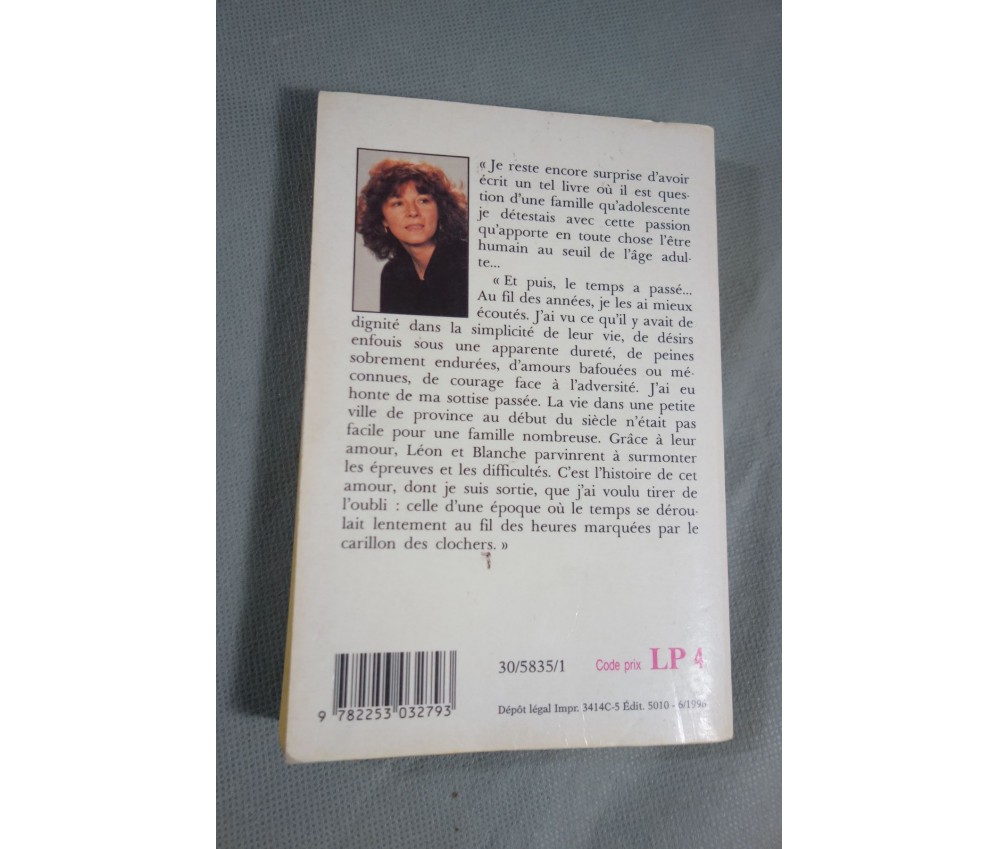 « Je reste encore surprise d'avoir
écrit un tel livre où il est ques-
tion d'une famille qu'adolescente
je détestais avec cette passion
qu'apporte en toute chose l'être
humain au seuil de l'âge adul-
te...
« Et puis, le temps a passé...
Au fil des années, je les ai mieux
écoutés. J'ai vu ce qu'il y avait de
dignité dans la simplicité de leur vie, de désirs
enfouis sous une apparente dureté, de peines
sobrement endurées, d'amours bafouées ou mé-
connues, de courage face à l'adversité. J'ai eu
honte de ma sottise passée. La vie dans une petite
ville de province au début du siècle n'était pas
facile pour une famille nombreuse. Grâce à leur
amour, Léon et Blanche parvinrent à surmonter
les épreuves et les difficultés. C'est l'histoire de cet
amour, dont je suis sortie, que j'ai voulu tirer de
l'oubli : celle d'une époque où le temps se dérou-
lait lentement au fil des heures marquées par le
carillon des clochers. »
30/5835/1 Code prix LP 4
9 782253 032793
Dépôt légal Impr. 3414C-5 Édit. 5010 -